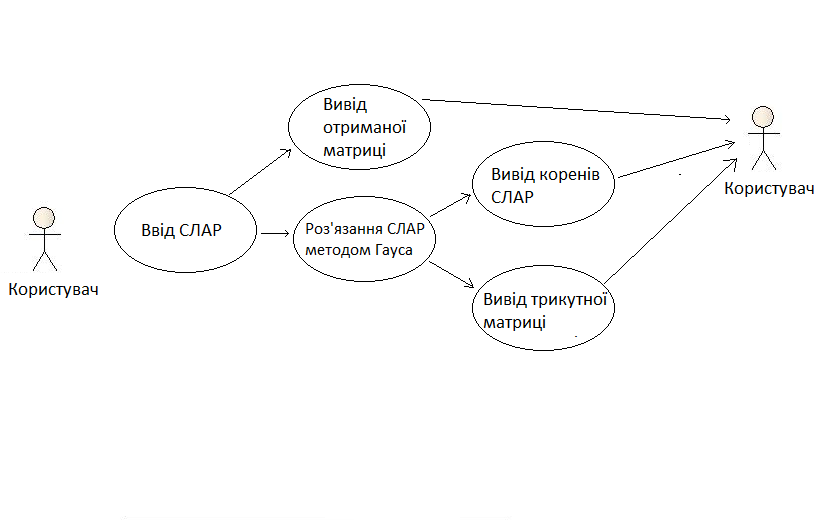 Вивід
отриманої
матриці
Користувач
Вивід коренів
СЛАР
Ввід СЛАР
Роз'язання СЛАР
методом Гауса
Користувач
Вивід трикутної
матриці